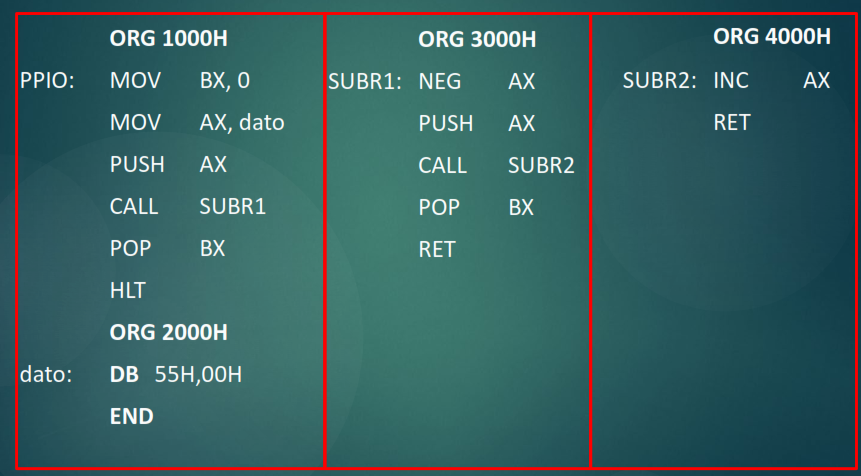 ORG 1000H
PPIO: MOV BX, 0
MOV AX, dato
PUSH AX
CALL SUBR1
POP BX
HLT
ORG 2000H
dato: DB 55H,00H
END
ORG 3000H
SUBR1: NEG AX
PUSH AX
CALL SUBR2
POP BX
RET
ORG 4000H
SUBR2: INC AX
RET